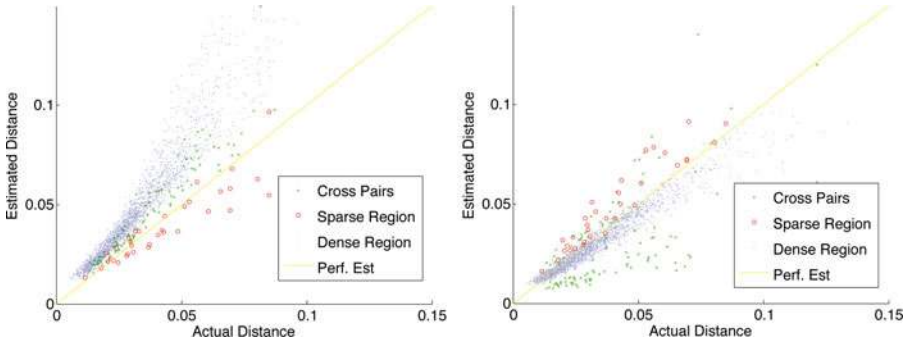 0.1
0.05
0
0
0.05
0.1
0.15
Estimated Distance
Actual Distance
Cross Pairs
Sparse Region
Dense Region
Perf. Est
0.1
0.05
0
0
0.05
0.1
0.15
Estimated Distance
Actual Distance
Cross Pairs
Sparse Region
Dense Region
Perf. Est